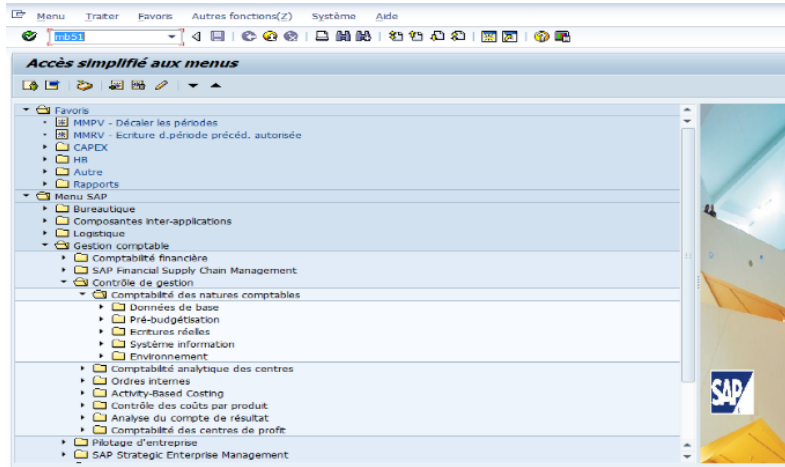 Menu Traiter Favoris Autres fonctions(Z) Système Aide
mb51
Accès simplifié aux menus
Favoris
MMPV - Décaler les périodes
MMRV - Ecriture d.période précéd. autorisée
CAPEX
HB
Autre
Rapports
Menu SAP
Bureautique
Composantes inter-applications
Logistique
Gestion comptable
Comptabilité financière
SAP Financial Supply Chain Management
Contrôle de gestion
Comptabilité des natures comptables
Données de base
Pré-budgétisation
Ecritures réelles
Système information
Environnement
Comptabilité analytique des centres
Ordres internes
Activity-Based Costing
Contrôle des coûts par produit
Analyse du compte de résultat
Comptabilité des centres de profit
Pilotage d'entreprise
SAP Strategic Enterprise Management
SAP